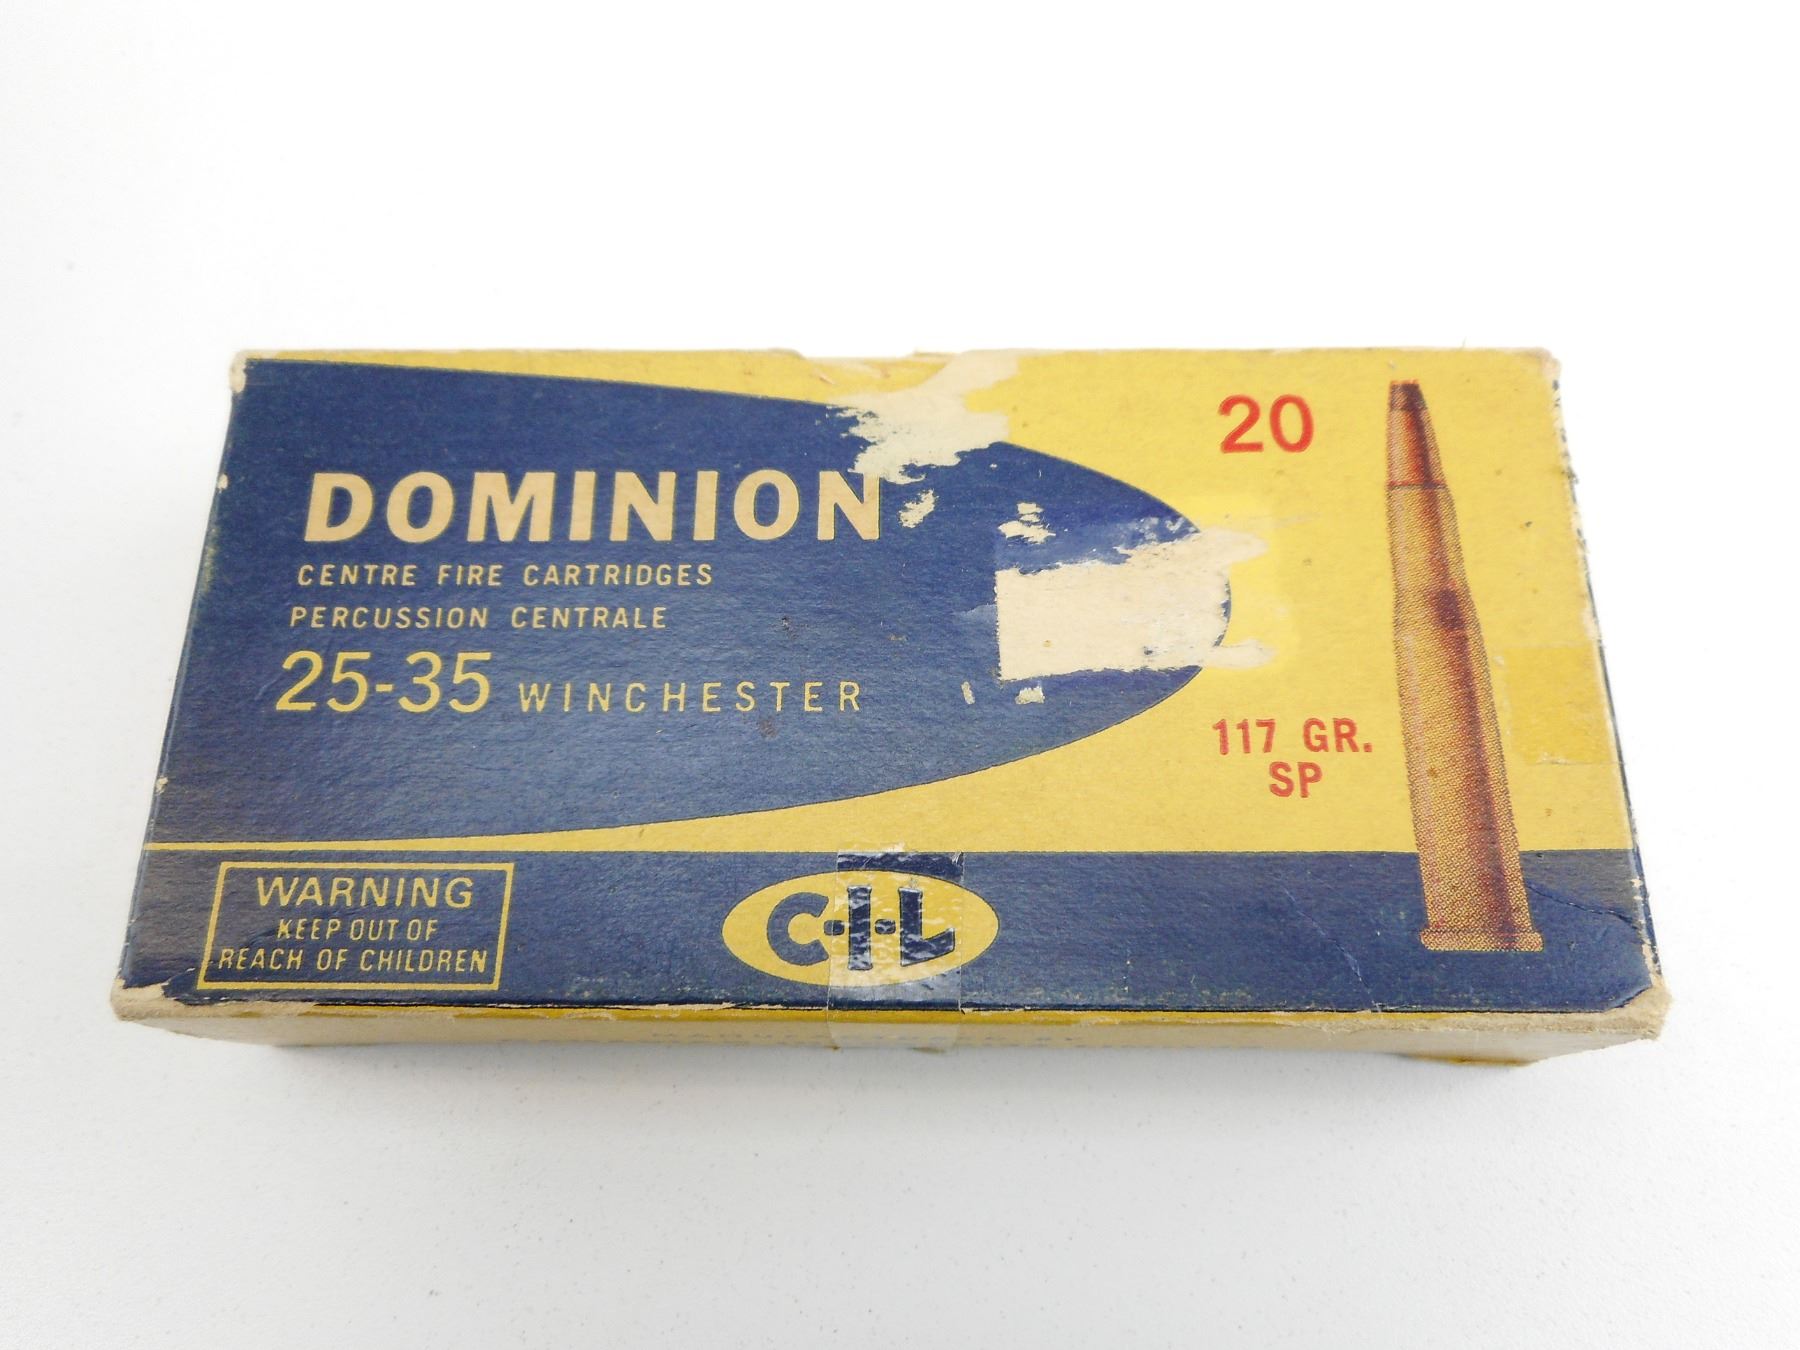 DOMINION
CENTRE FIRE CARTRIDGES
PERCUSSION CENTRALE
25-35 WINCHESTER
20
117 GR.
SP
WARNING
KEEP OUT OF
REACH OF CHILDREN
C-I-L